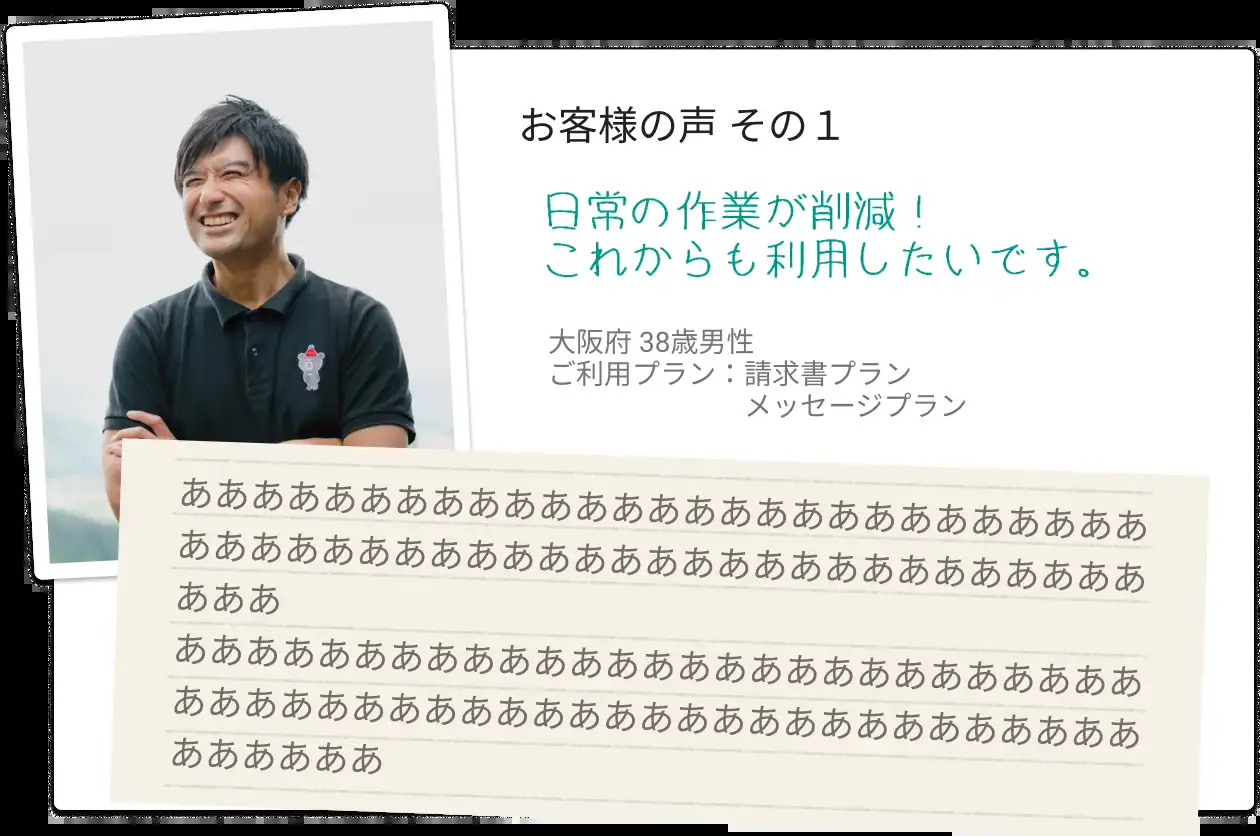 お客様の声 その１
日常の作業が削減！
これからも利用したいです。
大阪府 38歳男性
ご利用プラン：請求書プラン
メッセージプラン
あああああああああああああああああああああああああああ
あああああああああああああああああああああああああああ
あああ
あああああああああああああああああああああああああああ
あああああああああああああああああああああああああああ
ああああああ